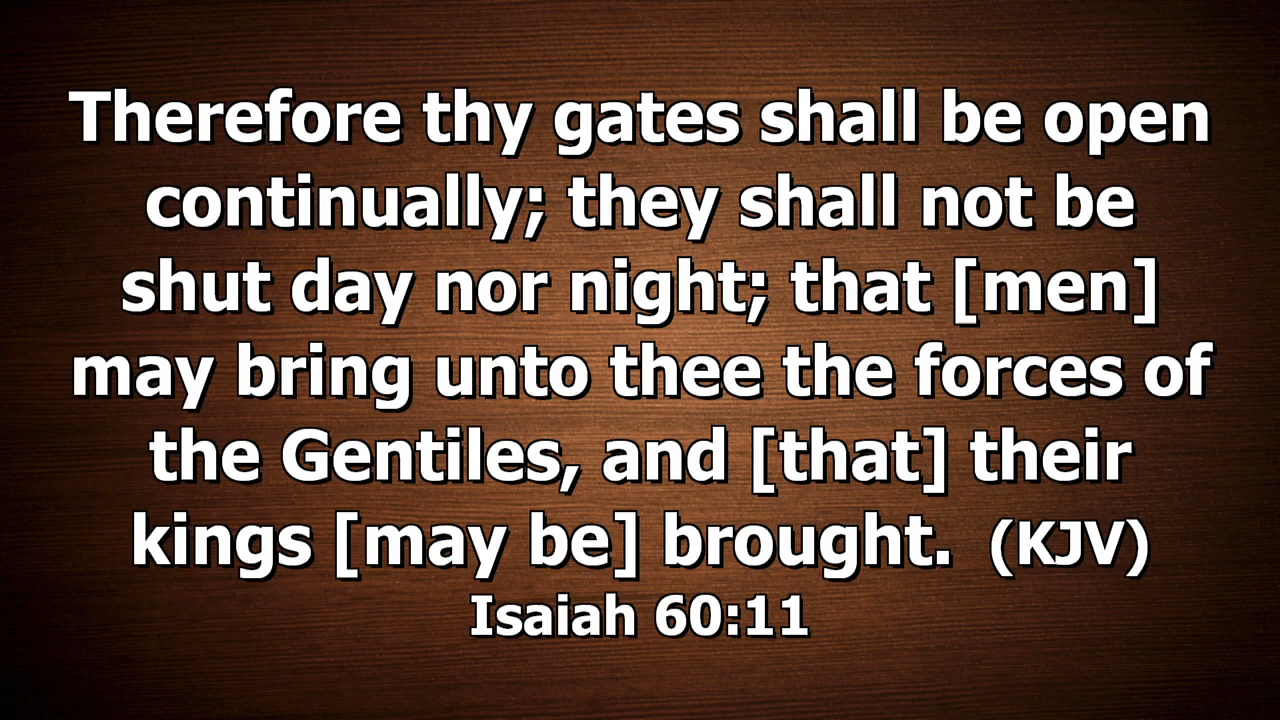 Therefore thy gates shall be open
continually; they shall not be
shut day nor night; that [men]
may bring unto thee the forces of
the Gentiles, and [that] their
kings [may be] brought. (KJV)
Isaiah 60:11